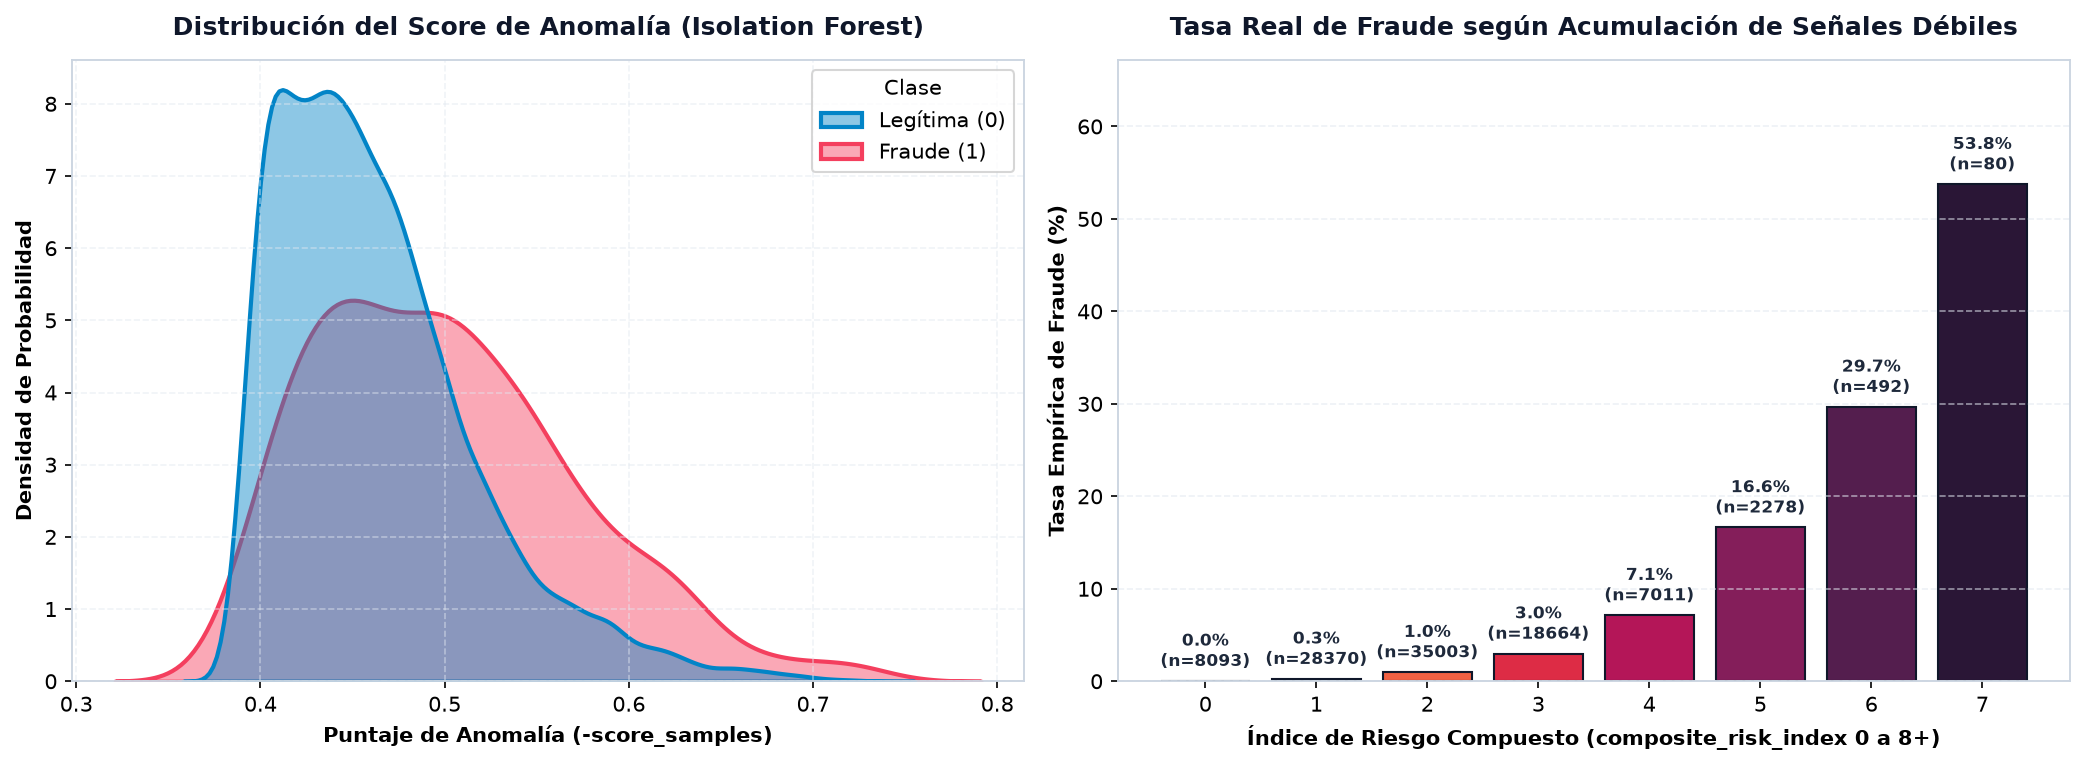 Distribución del Score de Anomalía (Isolation Forest)
Densidad de Probabilidad
8
7
6
5
4
3
2
1
0
Clase
Legítima (0)
Fraude (1)
0.3 0.4 0.5 0.6 0.7 0.8
Puntaje de Anomalía (-score_samples)
Tasa Real de Fraude según Acumulación de Señales Débiles
Tasa Empírica de Fraude (%)
60
50
40
30
20
10
0
0.0%
(n=8093)
0.3%
(n=28370)
1.0%
(n=35003)
3.0%
(n=18664)
7.1%
(n=7011)
16.6%
(n=2278)
29.7%
(n=492)
53.8%
(n=80)
0 1 2 3 4 5 6 7
Índice de Riesgo Compuesto (composite_risk_index 0 a 8+)